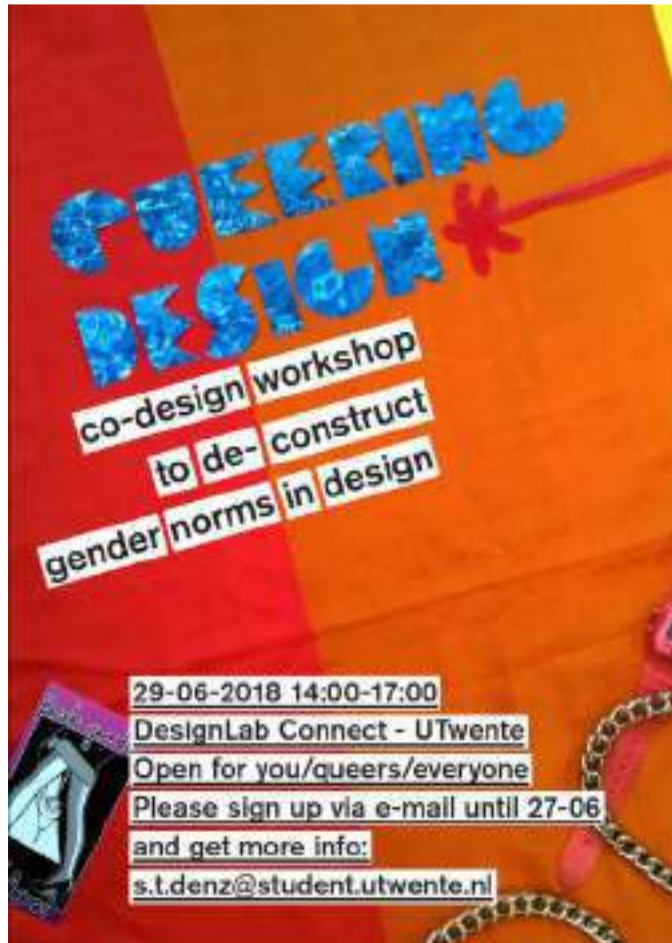 QUEERING
DESIGN*
co-design workshop
to de-construct
gender norms in design
29-06-2018 14:00-17:00
DesignLab Connect - UTwente
Open for you/queers/everyone
Please sign up via e-mail until 27-06
and get more info:
s.t.denz@student.utwente.nl